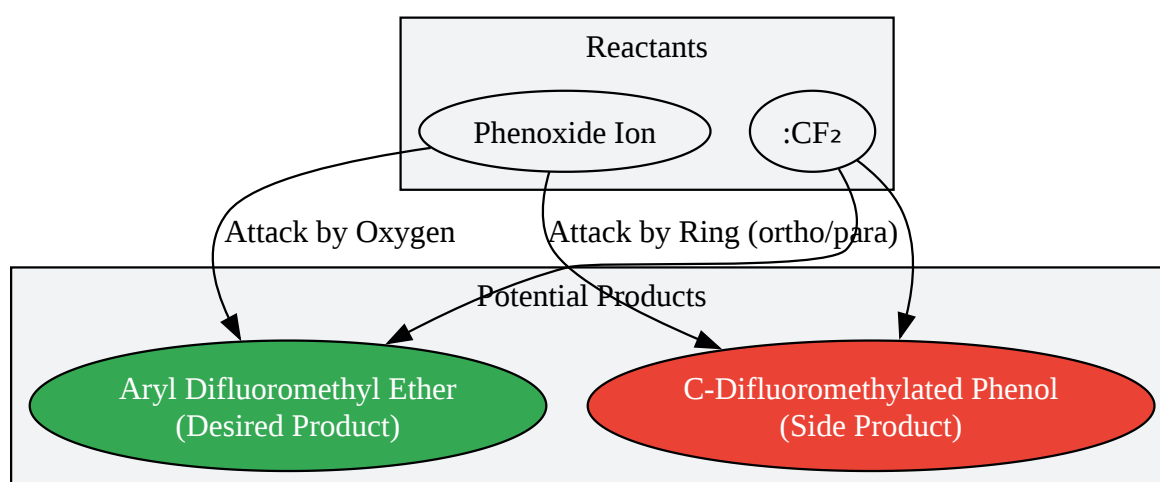 Reactants
Phenoxide Ion
:CF₂
Attack by Oxygen
Attack by Ring (ortho/para)
Potential Products
Aryl Difluoromethyl Ether
(Desired Product)
C-Difluoromethylated Phenol
(Side Product)